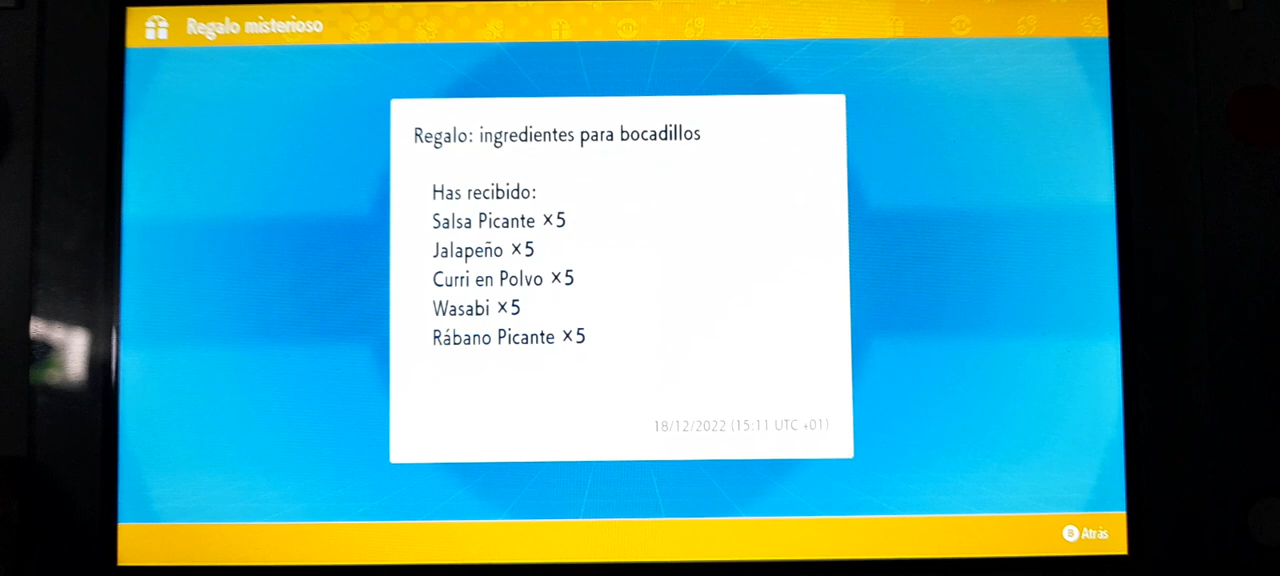 Regalo misterioso
Regalo: ingredientes para bocadillos
Has recibido:
Salsa Picante ×5
Jalapeño ×5
Curri en Polvo ×5
Wasabi ×5
Rábano Picante ×5
18/12/2022 (15:11 UTC +01)
B Atrás